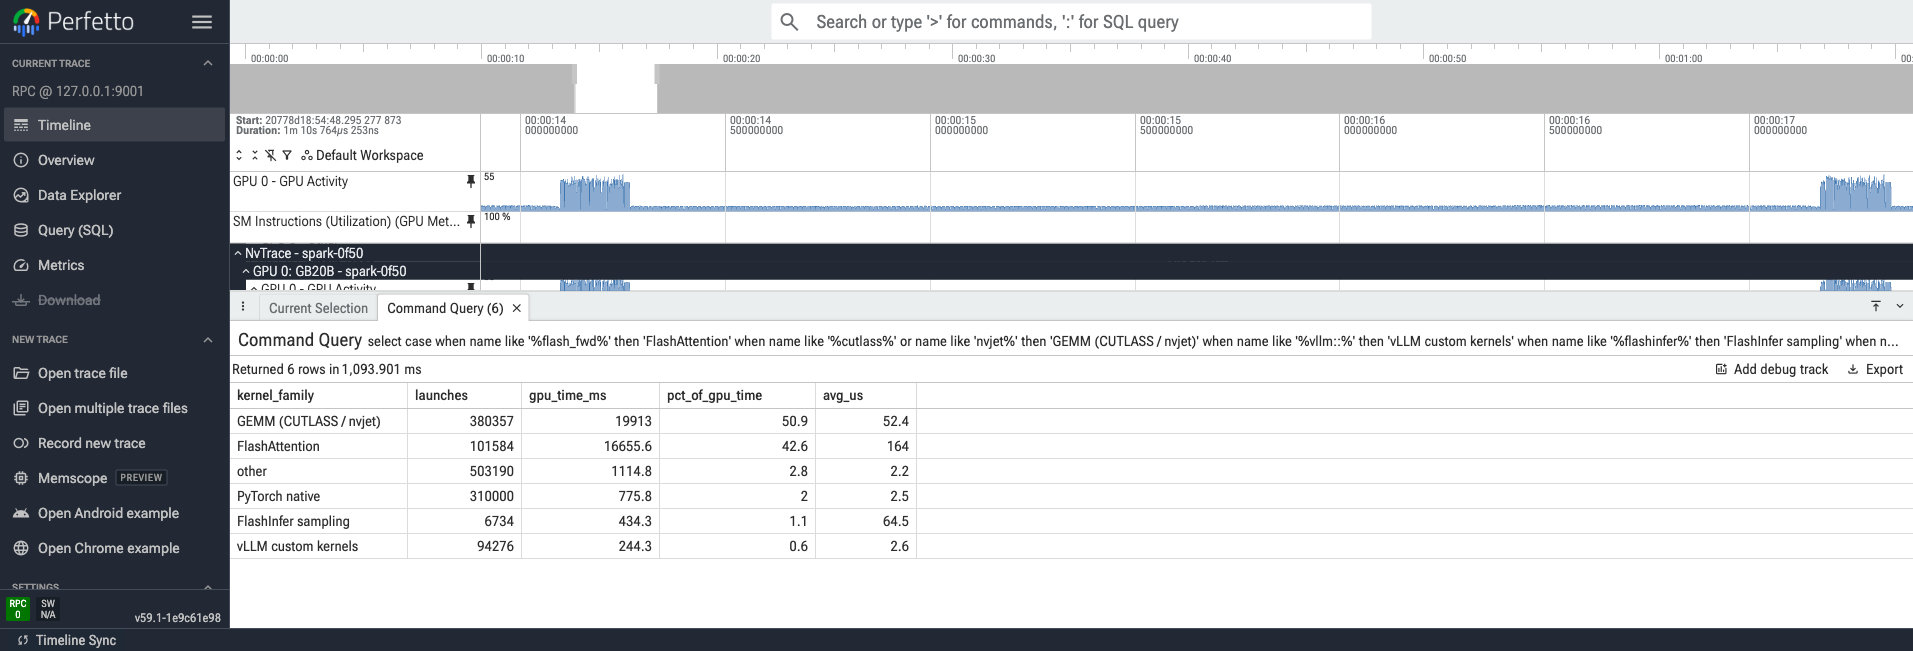 Perfetto
Search or type '>' for commands, ':' for SQL query
CURRENT TRACE
RPC @ 127.0.0.1:9001
Timeline
Overview
Data Explorer
Query (SQL)
Metrics
Download
NEW TRACE
Open trace file
Open multiple trace files
Record new trace
Memscope PREVIEW
Open Android example
Open Chrome example
SETTINGS
RPC 0
SW N/A
v59.1-1e9c61e98
Timeline Sync
00:00:00 00:00:10 00:00:20 00:00:30 00:00:40 00:00:50 00:01:00 00:
Start: 20778d18:54:48.295 277 873
Duration: 1m 10s 764µs 253ns
00:00:14 00:00:14 00:00:15 00:00:15 00:00:16 00:00:16 00:00:17
000000000 500000000 000000000 500000000 000000000 500000000 000000000
Default Workspace
GPU 0 - GPU Activity 55
SM Instructions (Utilization) (GPU Met... 100 %
NvTrace - spark-0f50
GPU 0: GB20B - spark-0f50
GPU 0 - GPU Activity
Current Selection Command Query (6)
Command Query select case when name like '%flash_fwd%' then 'FlashAttention' when name like '%cutlass%' or name like 'nvjet%' then 'GEMM (CUTLASS / nvjet)' when name like '%vllm::%' then 'vLLM custom kernels' when name like '%flashinfer%' then 'FlashInfer sampling' when n...
Returned 6 rows in 1,093.901 ms Add debug track Export
kernel_family launches gpu_time_ms pct_of_gpu_time avg_us
GEMM (CUTLASS / nvjet) 380357 19913 50.9 52.4
FlashAttention 101584 16655.6 42.6 164
other 503190 1114.8 2.8 2.2
PyTorch native 310000 775.8 2 2.5
FlashInfer sampling 6734 434.3 1.1 64.5
vLLM custom kernels 94276 244.3 0.6 2.6